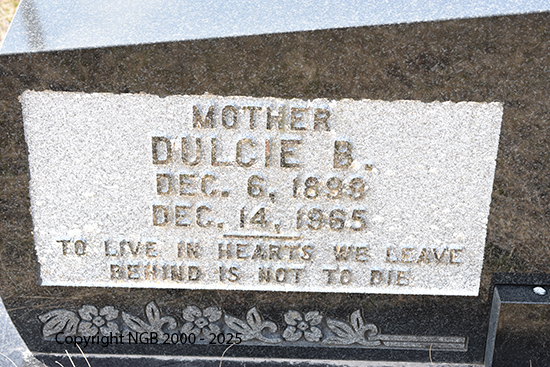 MOTHER
DULCIE B.
DEC. 6, 1899
DEC. 14, 1965
TO LIVE IN HEARTS WE LEAVE
BEHIND IS NOT TO DIE
Copyright NGB 2000 - 2025